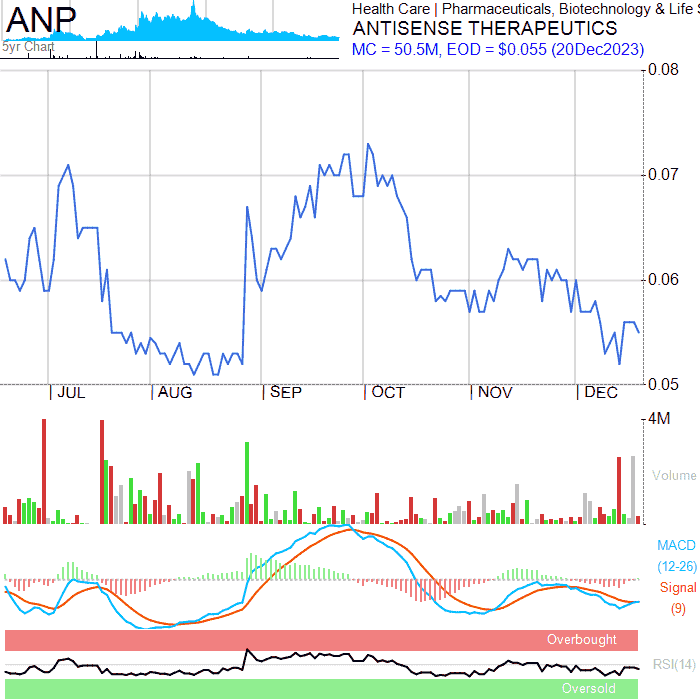 ANP
5yr Chart
Health Care | Pharmaceuticals, Biotechnology & Life S
ANTISENSE THERAPEUTICS
MC = 50.5M, EOD = $0.055 (20Dec2023)
0.08
0.07
0.06
0.05
| JUL | AUG | SEP | OCT | NOV | DEC
4M
Volume
MACD
(12-26)
Signal
(9)
Overbought
RSI(14)
Oversold